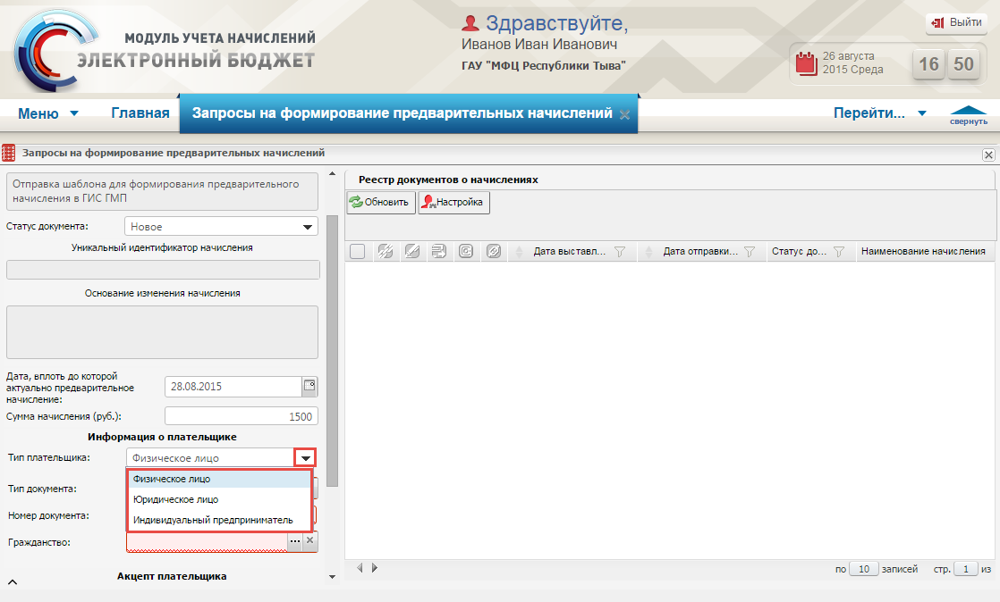 МОДУЛЬ УЧЕТА НАЧИСЛЕНИЙ
ЭЛЕКТРОННЫЙ БЮДЖЕТ
Здравствуйте,
Иванов Иван Иванович
ГАУ "МФЦ Республики Тыва"
Выйти
26 августа
2015 Среда
16 50
Меню
Главная
Запросы на формирование предварительных начислений
Перейти...
свернуть
Запросы на формирование предварительных начислений
Отправка шаблона для формирования предварительного
начисления в ГИС ГМП
Статус документа:
Новое
Уникальный идентификатор начисления
Основание изменения начисления
Дата, вплоть до которой
актуально предварительное
начисление:
28.08.2015
Сумма начисления (руб.):
1500
Информация о плательщике
Тип плательщика:
Физическое лицо
Физическое лицо
Юридическое лицо
Индивидуальный предприниматель
Тип документа:
Номер документа:
Гражданство:
...
Акцепт плательщика
Реестр документов о начислениях
Обновить
Настройка
Дата выставл...
Дата отправки...
Статус до...
Наименование начисления
по 10 записей
стр. 1 из